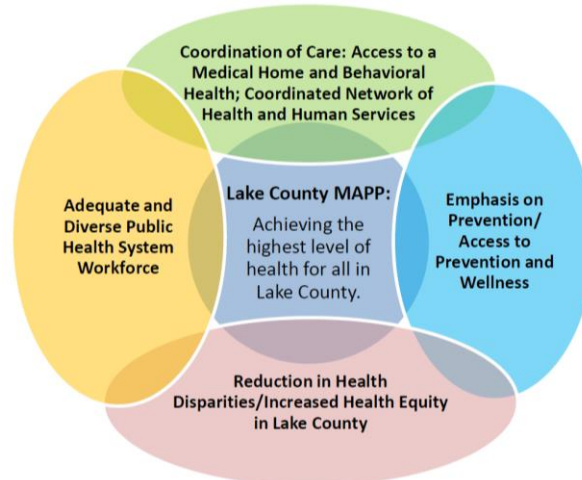 Coordination of Care: Access to a
Medical Home and Behavioral
Health; Coordinated Network of
Health and Human Services
Adequate and
Diverse Public
Health System
Workforce
Lake County MAPP:
Achieving the
highest level of
health for all in
Lake County.
Emphasis on
Prevention/
Access to
Prevention and
Wellness
Reduction in Health
Disparities/Increased Health Equity
in Lake County